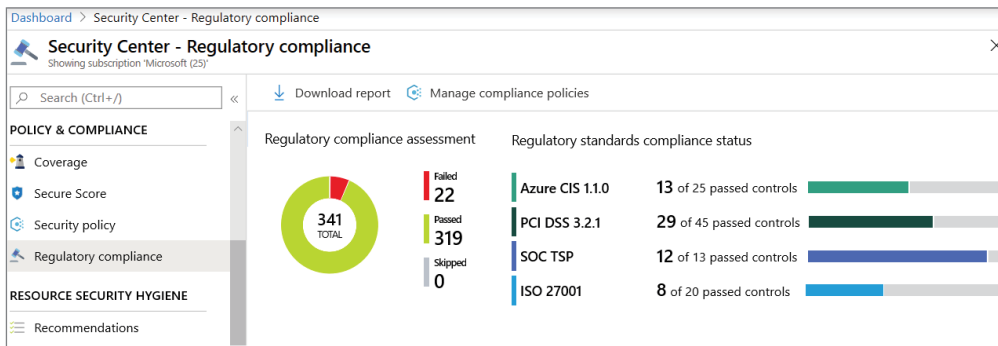 Dashboard > Security Center - Regulatory compliance
Security Center - Regulatory compliance
Showing subscription 'Microsoft (25)'
Search (Ctrl+/)
«
POLICY & COMPLIANCE
Coverage
Secure Score
Security policy
Regulatory compliance
RESOURCE SECURITY HYGIENE
Recommendations
Download report
Manage compliance policies
Regulatory compliance assessment
341
TOTAL
Failed
22
Passed
319
Skipped
0
Regulatory standards compliance status
Azure CIS 1.1.0 13 of 25 passed controls
PCI DSS 3.2.1 29 of 45 passed controls
SOC TSP 12 of 13 passed controls
ISO 27001 8 of 20 passed controls